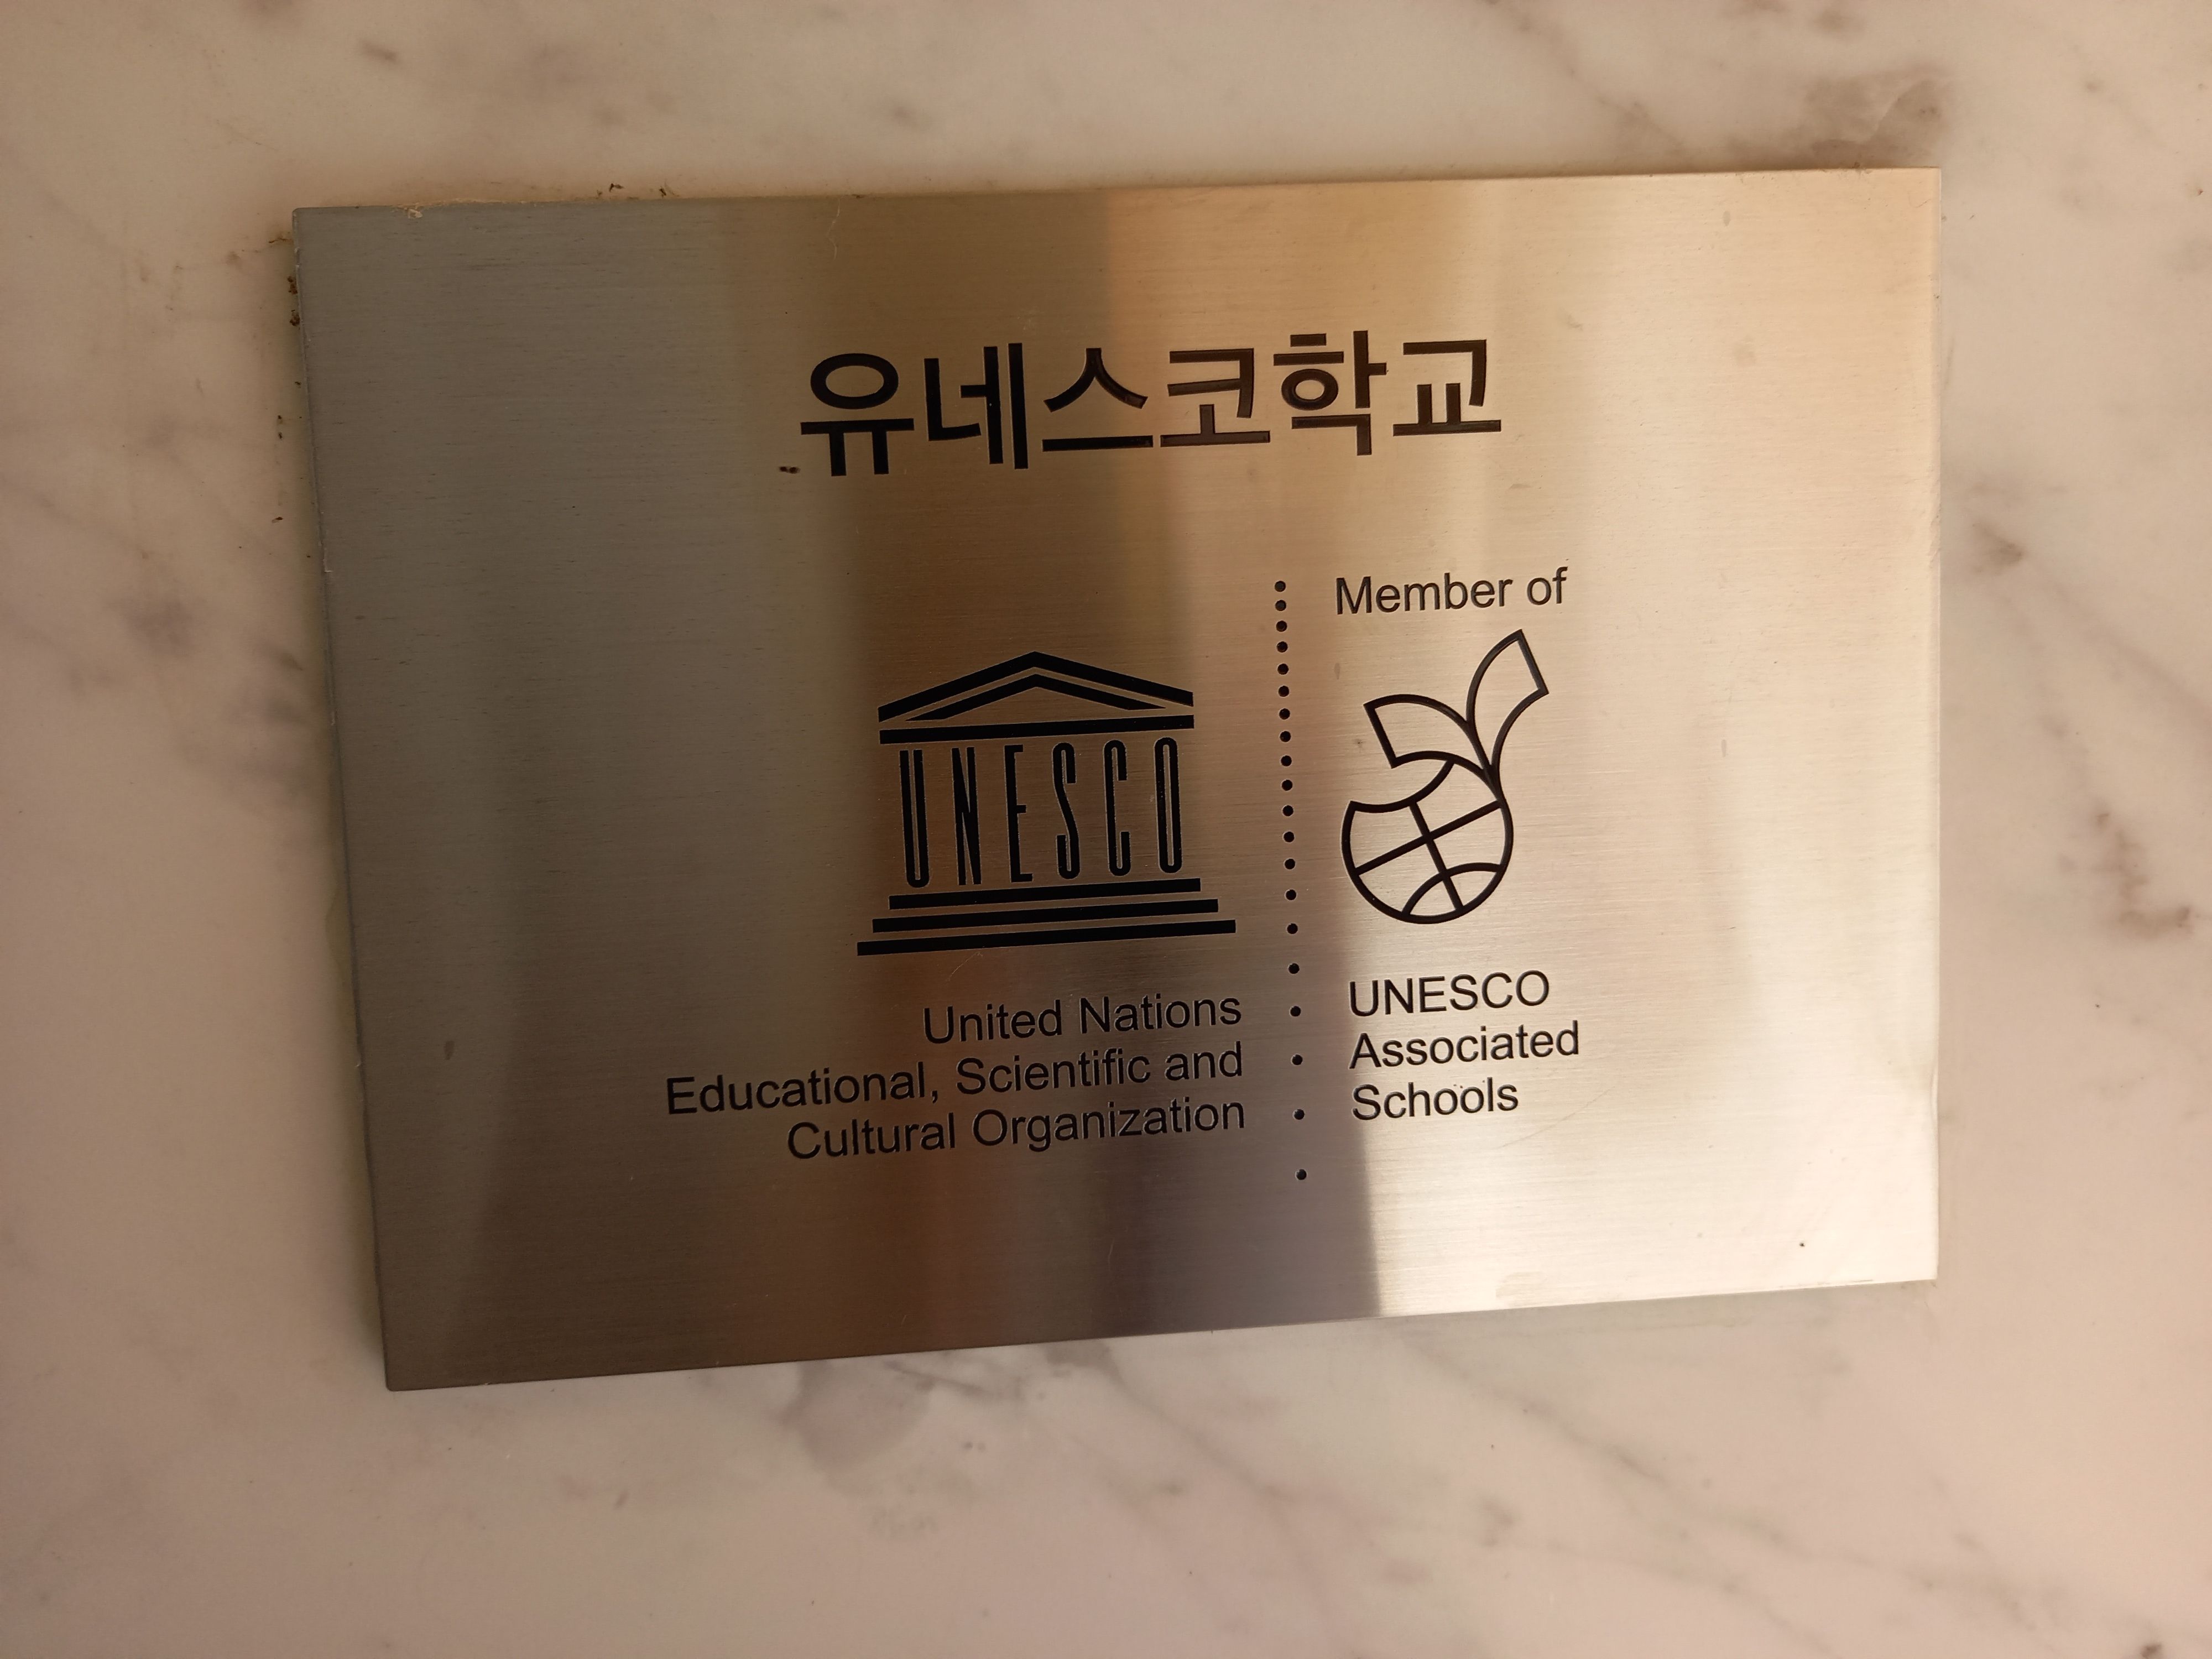 유네스코학교
UNESCO
United Nations
Educational, Scientific and
Cultural Organization
Member of
UNESCO
Associated
Schools